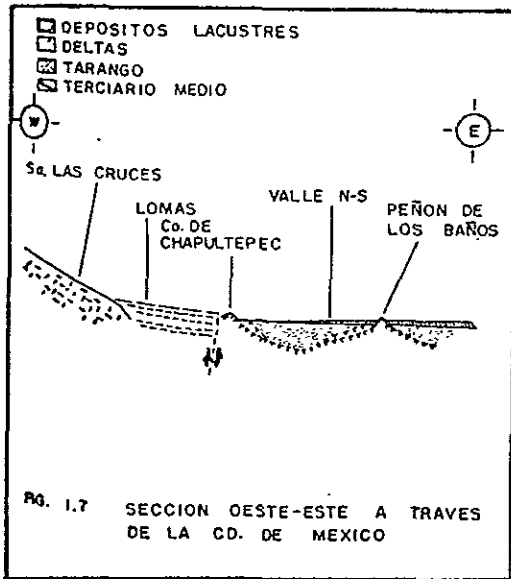 DEPOSITOS LACUSTRES
DELTAS
TARANGO
TERCIARIO MEDIO
W
E
Sa. LAS CRUCES
LOMAS
Co. DE
CHAPULTEPEC
VALLE N-S
PEÑON DE
LOS BAÑOS
FIG. 1.7 SECCION OESTE-ESTE A TRAVES
DE LA CD. DE MEXICO